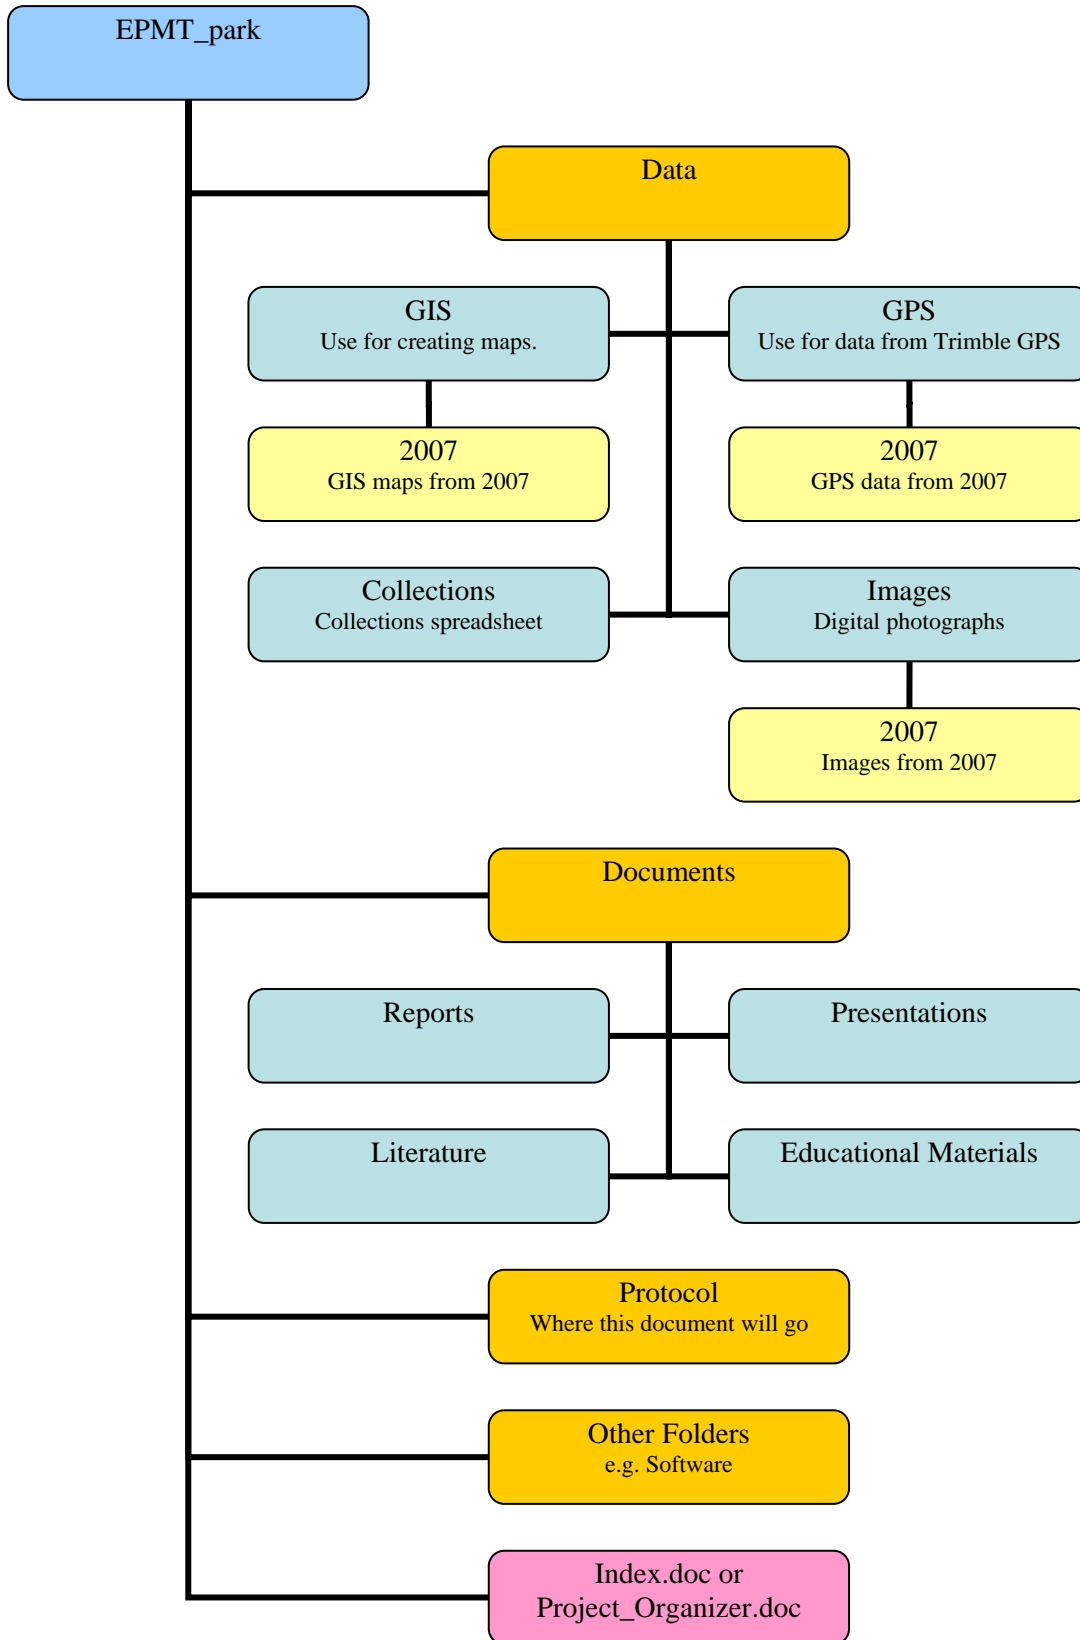 EPMT_park
Data
GIS
Use for creating maps.
GPS
Use for data from Trimble GPS
2007
GIS maps from 2007
2007
GPS data from 2007
Collections
Collections spreadsheet
Images
Digital photographs
2007
Images from 2007
Documents
Reports
Presentations
Literature
Educational Materials
Protocol
Where this document will go
Other Folders
e.g. Software
Index.doc or
Project_Organizer.doc